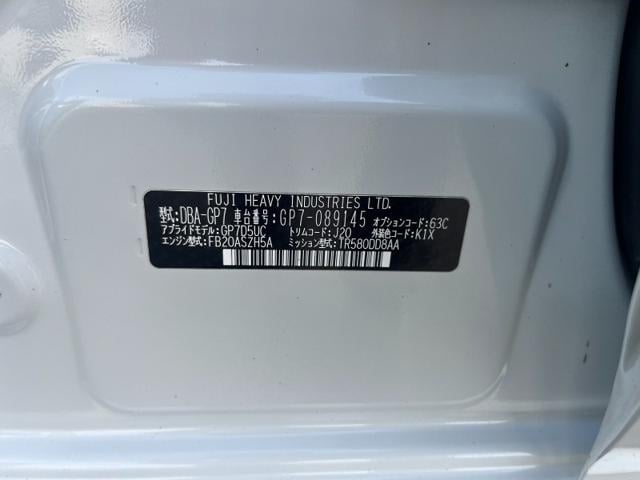 FUJI HEAVY INDUSTRIES LTD.
型式:DBA-GP7 車台番号:GP7-089145 オプションコード:63C
アプライドモデル:GP7D5UC トリムコード:J20 外装色コード:K1X
エンジン型式:FB20ASZH5A ミッション型式:TR580DD8AA